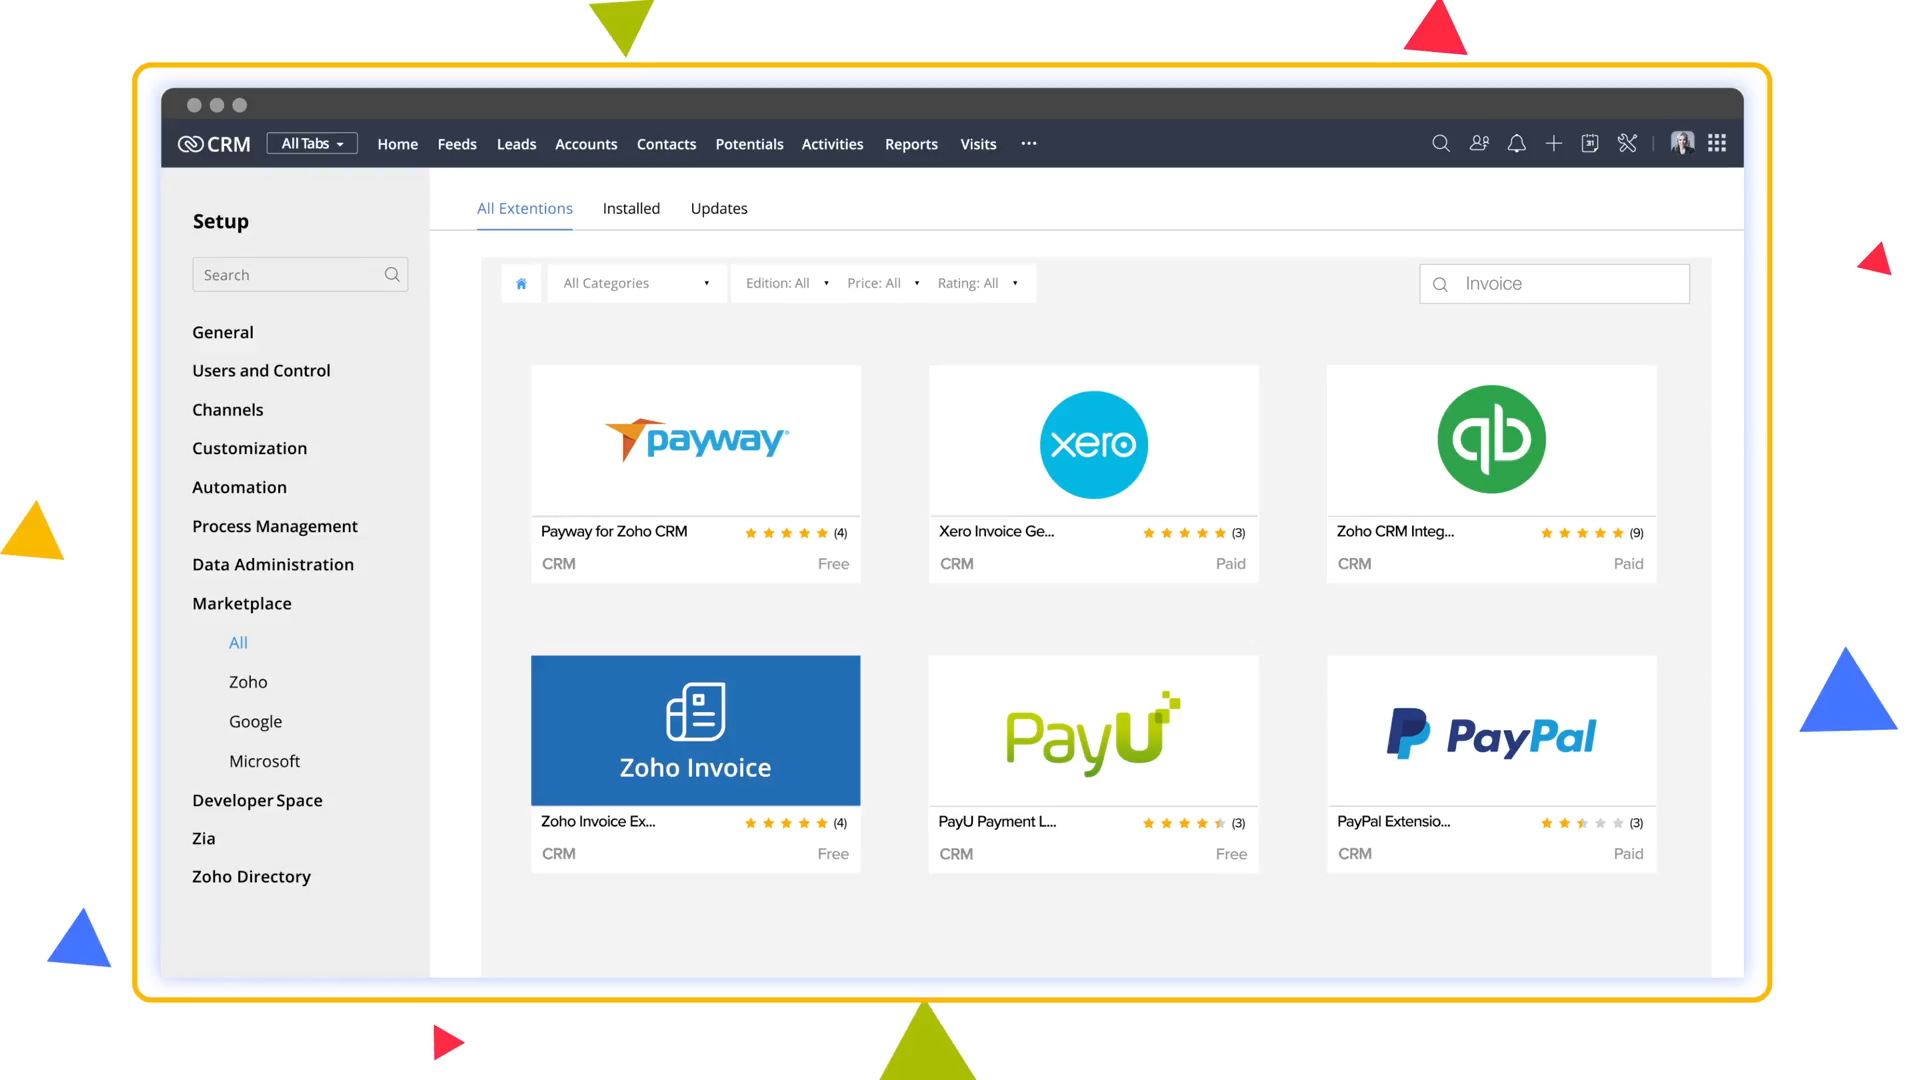 CRM
All Tabs
Home
Feeds
Leads
Accounts
Contacts
Potentials
Activities
Reports
Visits
31
Setup
Search
General
Users and Control
Channels
Customization
Automation
Process Management
Data Administration
Marketplace
All
Zoho
Google
Microsoft
Developer Space
Zia
Zoho Directory
All Extentions
Installed
Updates
All Categories
Edition: All
Price: All
Rating: All
Invoice
payway
Payway for Zoho CRM
(4)
CRM
Free
xero
Xero Invoice Ge...
(3)
CRM
Paid
qb
Zoho CRM Integ...
(9)
CRM
Paid
Zoho Invoice
Zoho Invoice Ex...
(4)
CRM
Free
PayU
PayU Payment L...
(3)
CRM
Free
PayPal
PayPal Extensio...
(3)
CRM
Paid